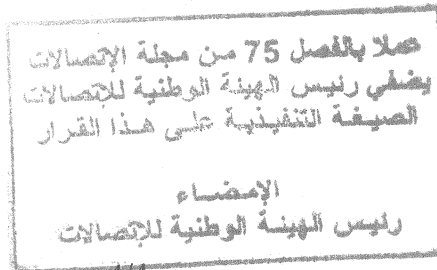 عملا بالفصل 75 من مجلة الإتصالات
يضفي رئيس الهيئة الوطنية للإتصالات
الصيغة التنفيذية على هذا القرار
الإمضاء
رئيس الهيئة الوطنية للإتصالات